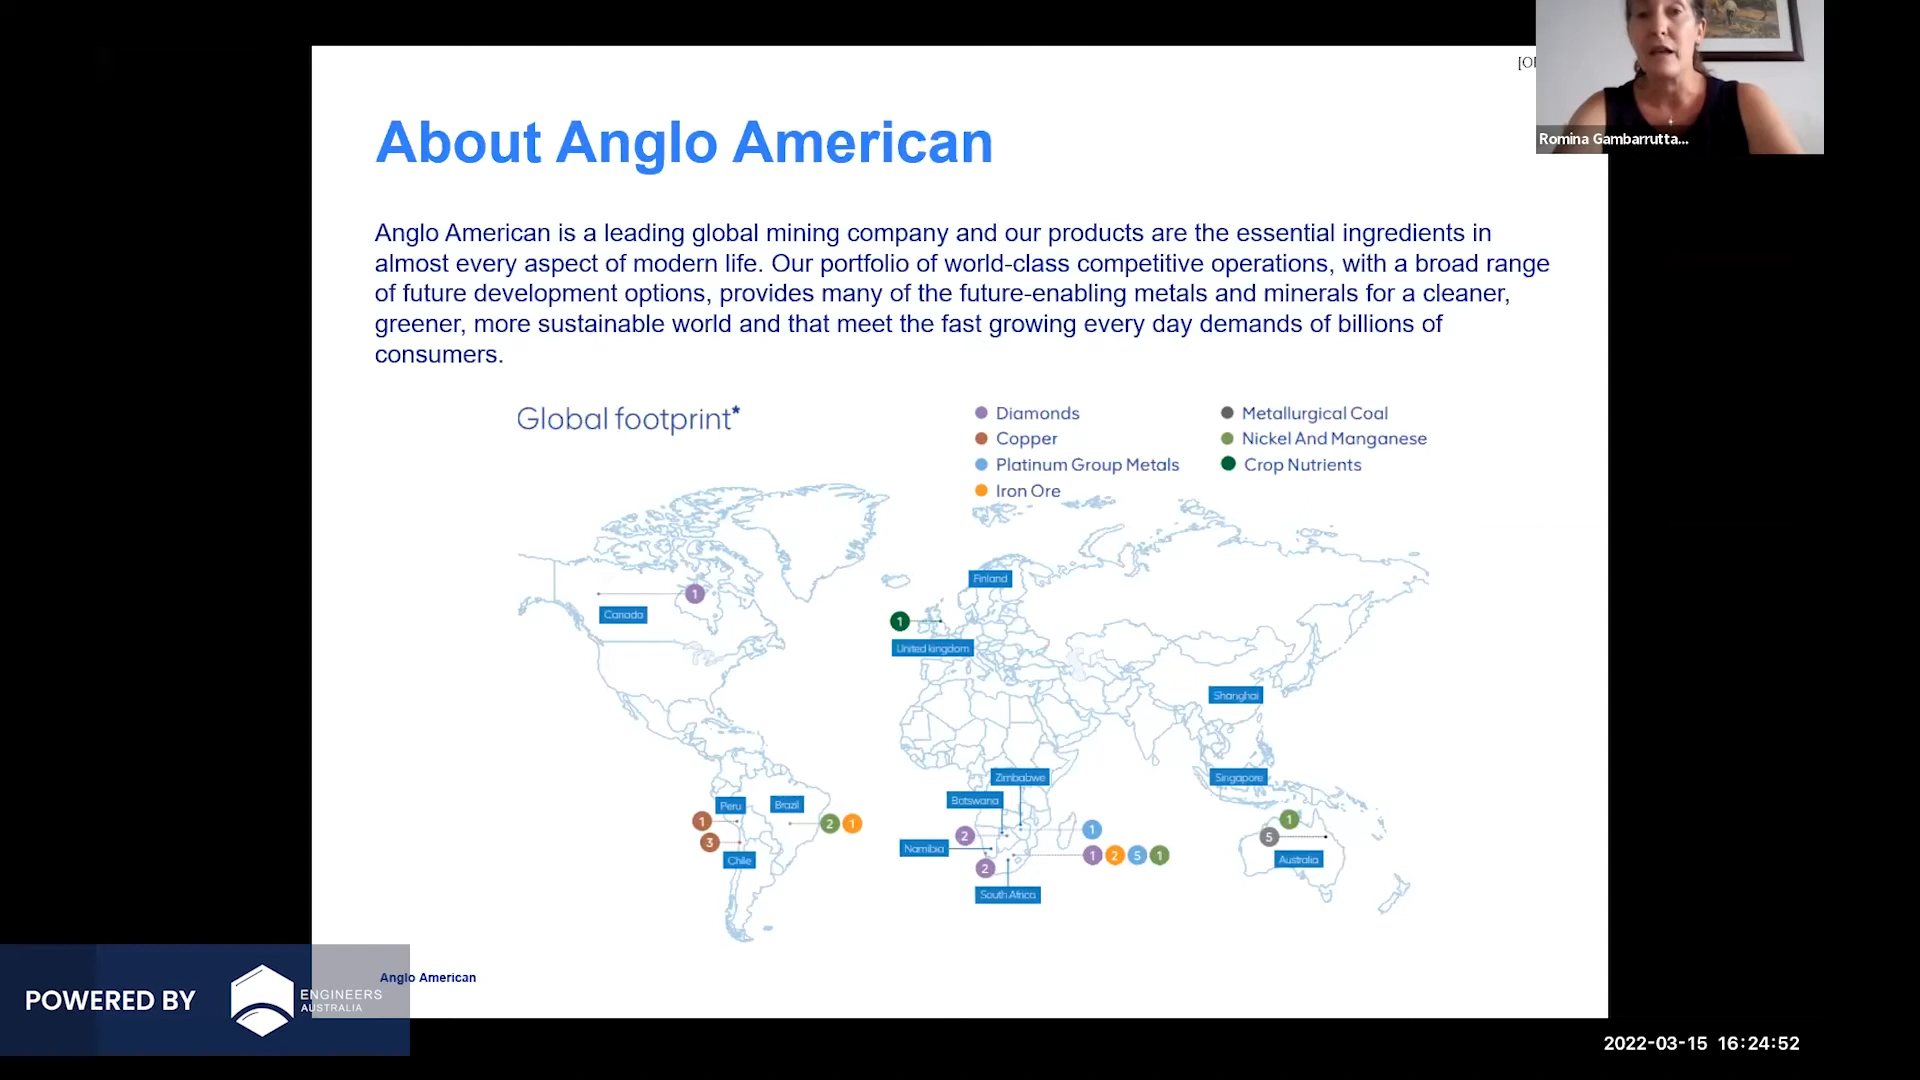 [O
Romina Gambarrutta...
About Anglo American
Anglo American is a leading global mining company and our products are the essential ingredients in
almost every aspect of modern life. Our portfolio of world-class competitive operations, with a broad range
of future development options, provides many of the future-enabling metals and minerals for a cleaner,
greener, more sustainable world and that meet the fast growing every day demands of billions of
consumers.
Global footprint*
Diamonds
Copper
Platinum Group Metals
Iron Ore
Metallurgical Coal
Nickel And Manganese
Crop Nutrients
Finland
1
Canada
1
United kingdom
Shanghai
Zimbabwe
Singapore
Botswana
Peru
Brazil
1
2 1
3
Chile
2
1
Namibia
1 2 5 1
2
South Africa
1
5
Australia
Anglo American
POWERED BY
ENGINEERS
AUSTRALIA
2022-03-15 16:24:52